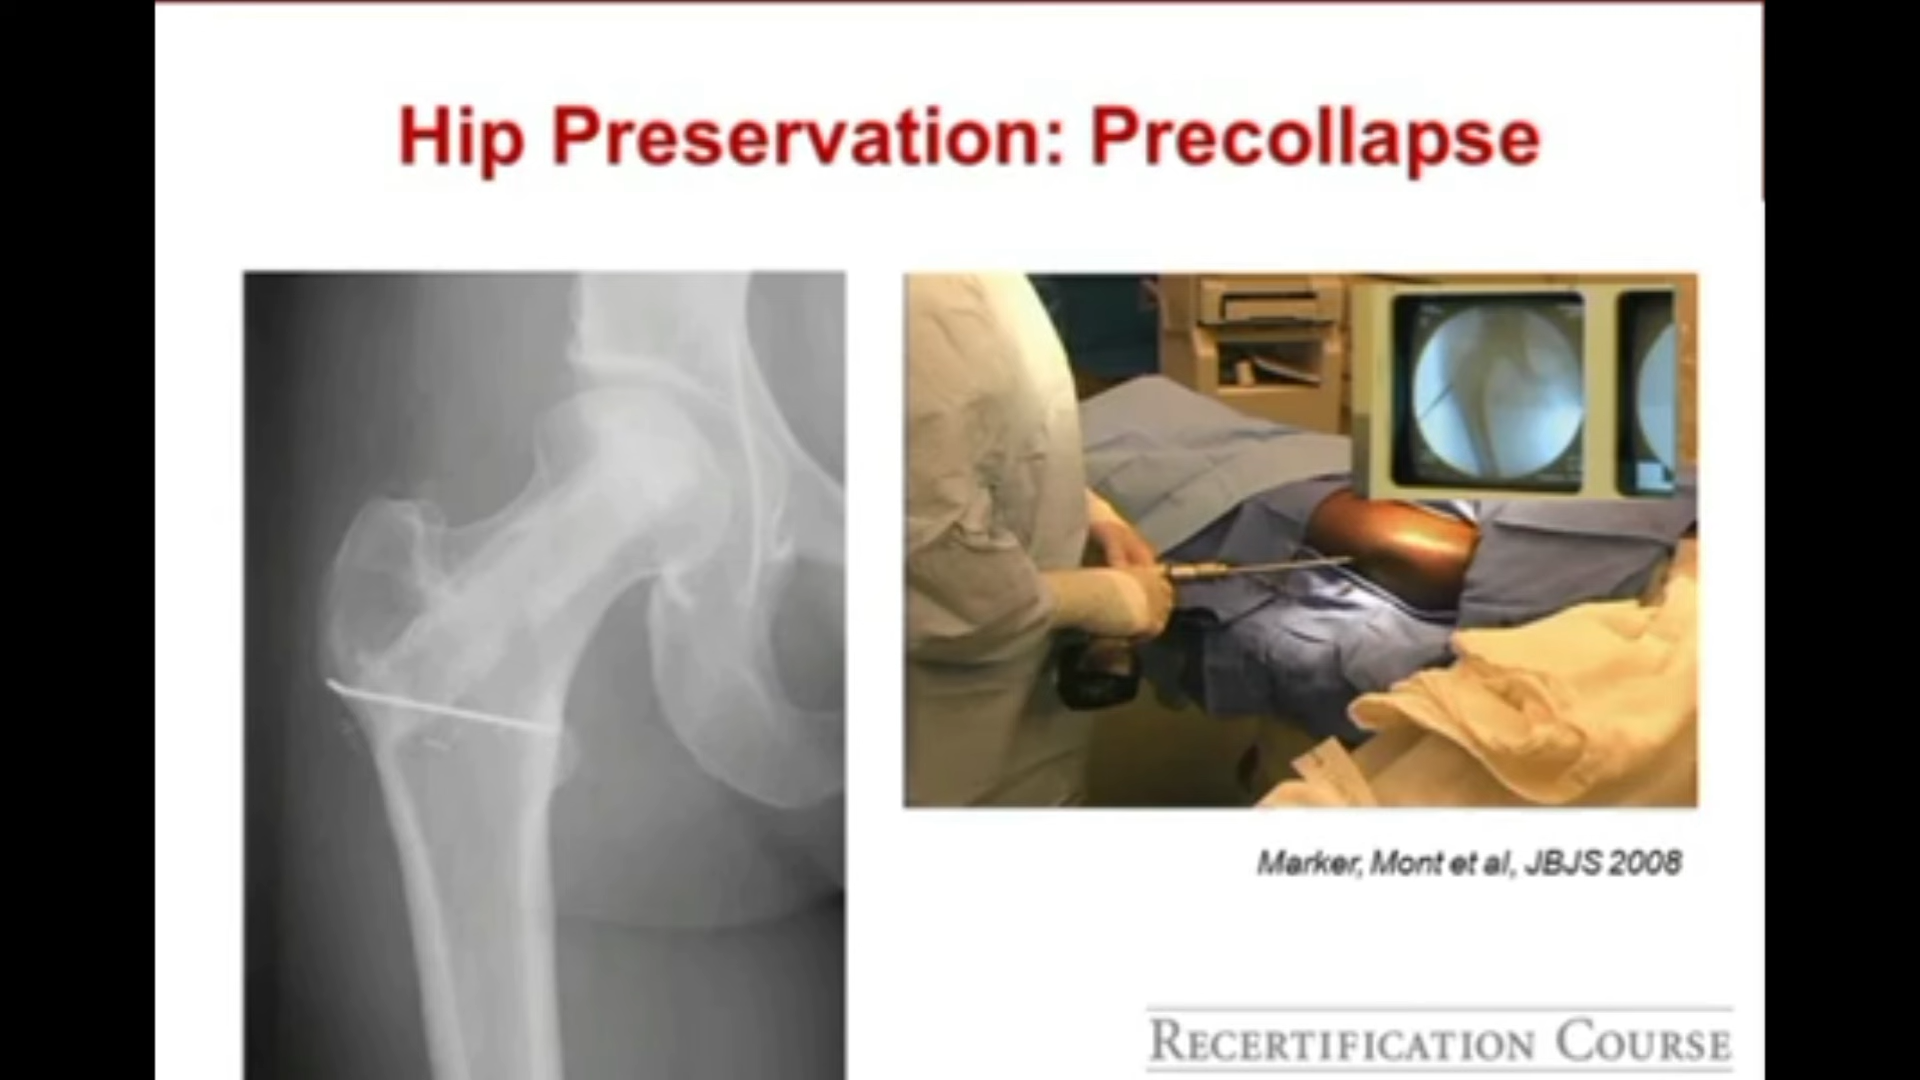 Hip Preservation: Precollapse
Marker, Mont et al, JBJS 2008
RECERTIFICATION COURSE